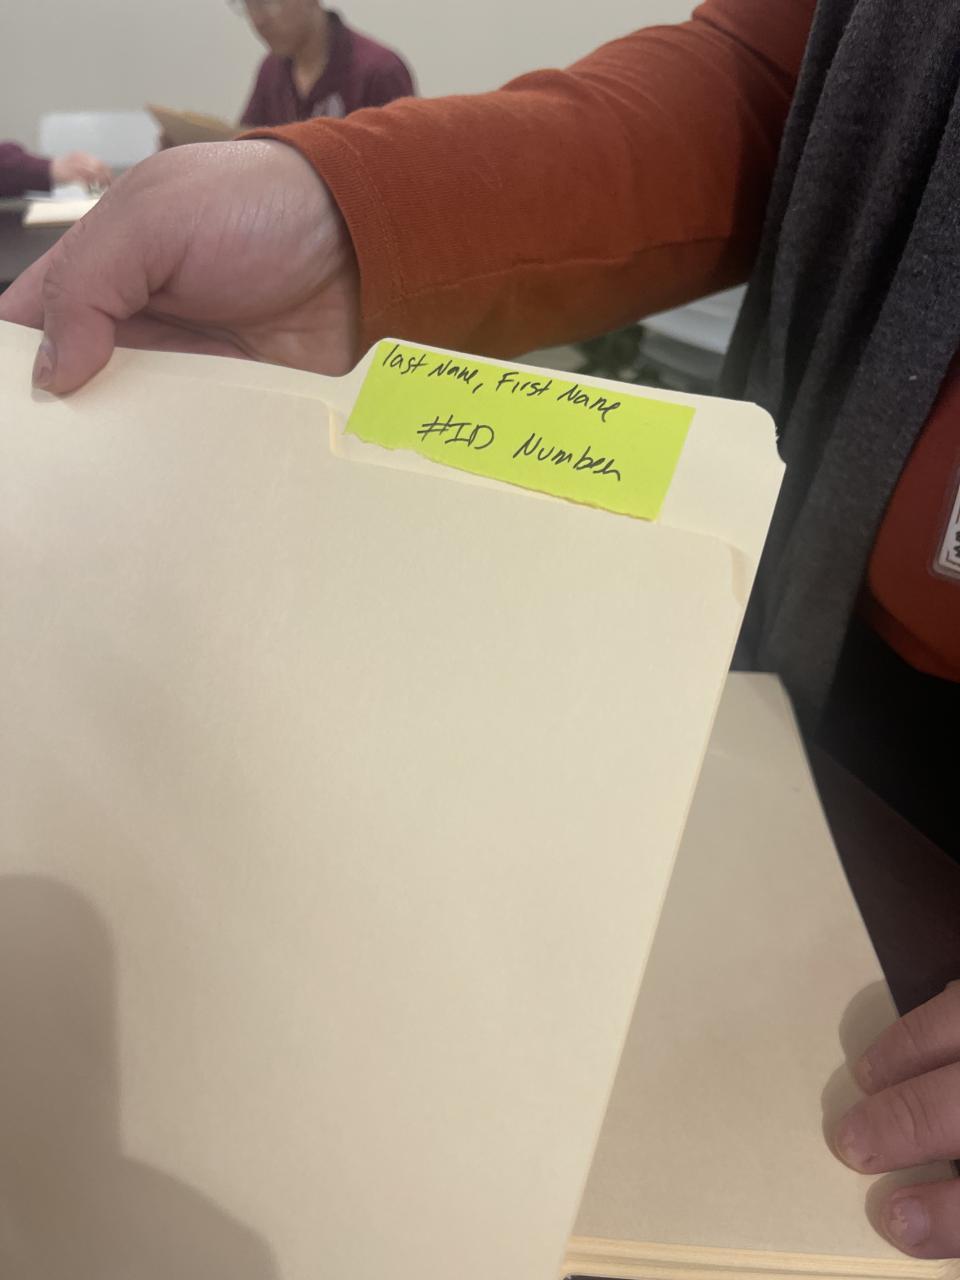 last Name, First Name
#ID Number